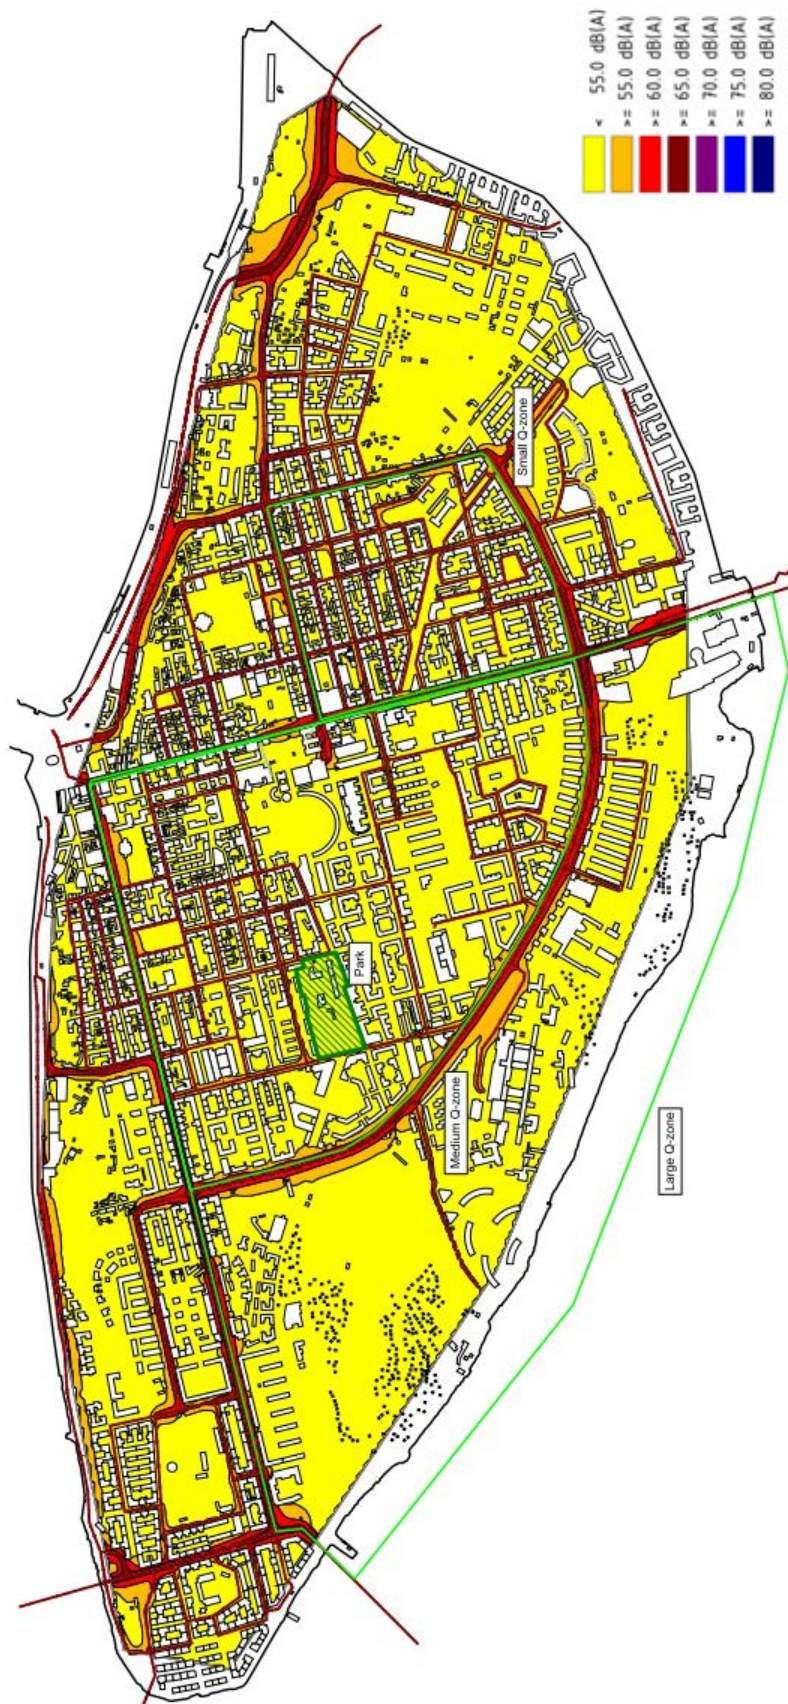 < 55.0 dB(A)
>= 55.0 dB(A)
>= 60.0 dB(A)
>= 65.0 dB(A)
>= 70.0 dB(A)
>= 75.0 dB(A)
>= 80.0 dB(A)
Small Q-zone
Park
Medium Q-zone
Large Q-zone